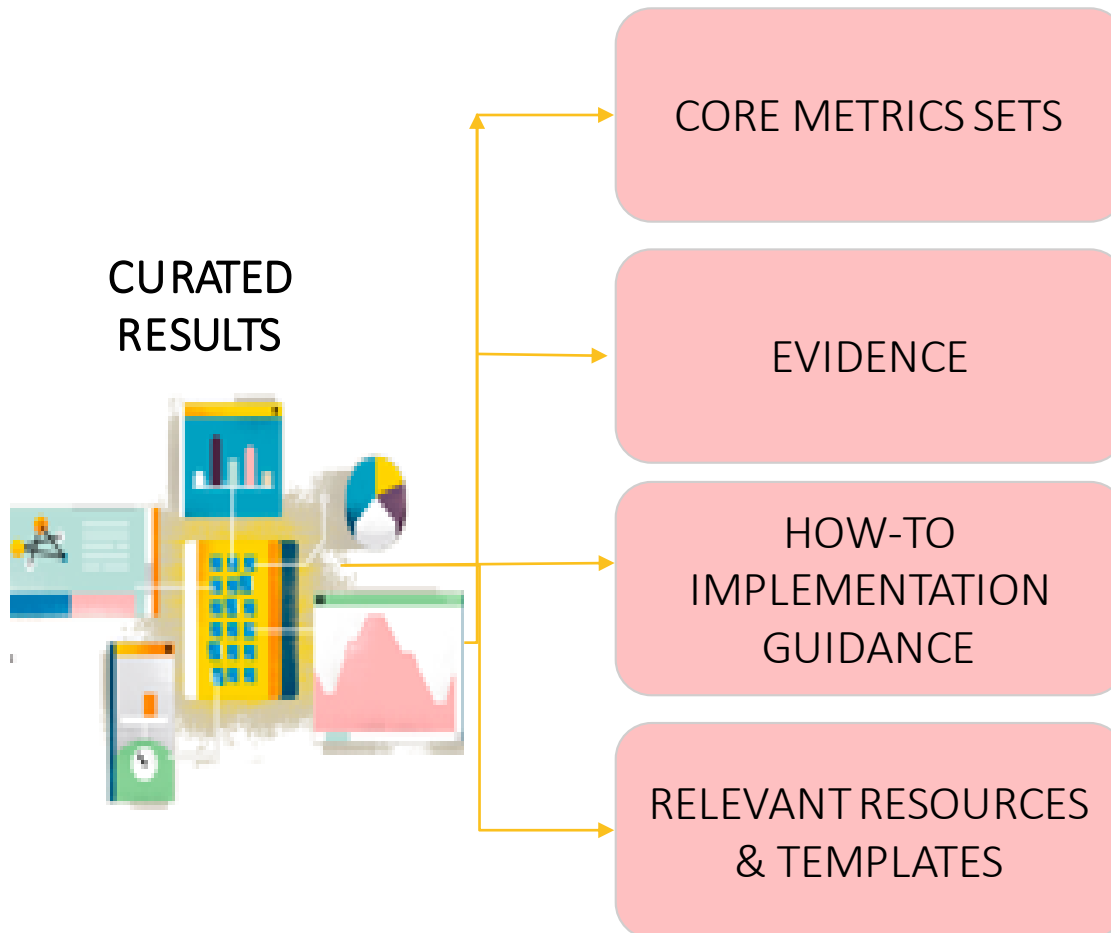 CURATED
RESULTS
CORE METRICS SETS
EVIDENCE
HOW-TO
IMPLEMENTATION
GUIDANCE
RELEVANT RESOURCES
& TEMPLATES